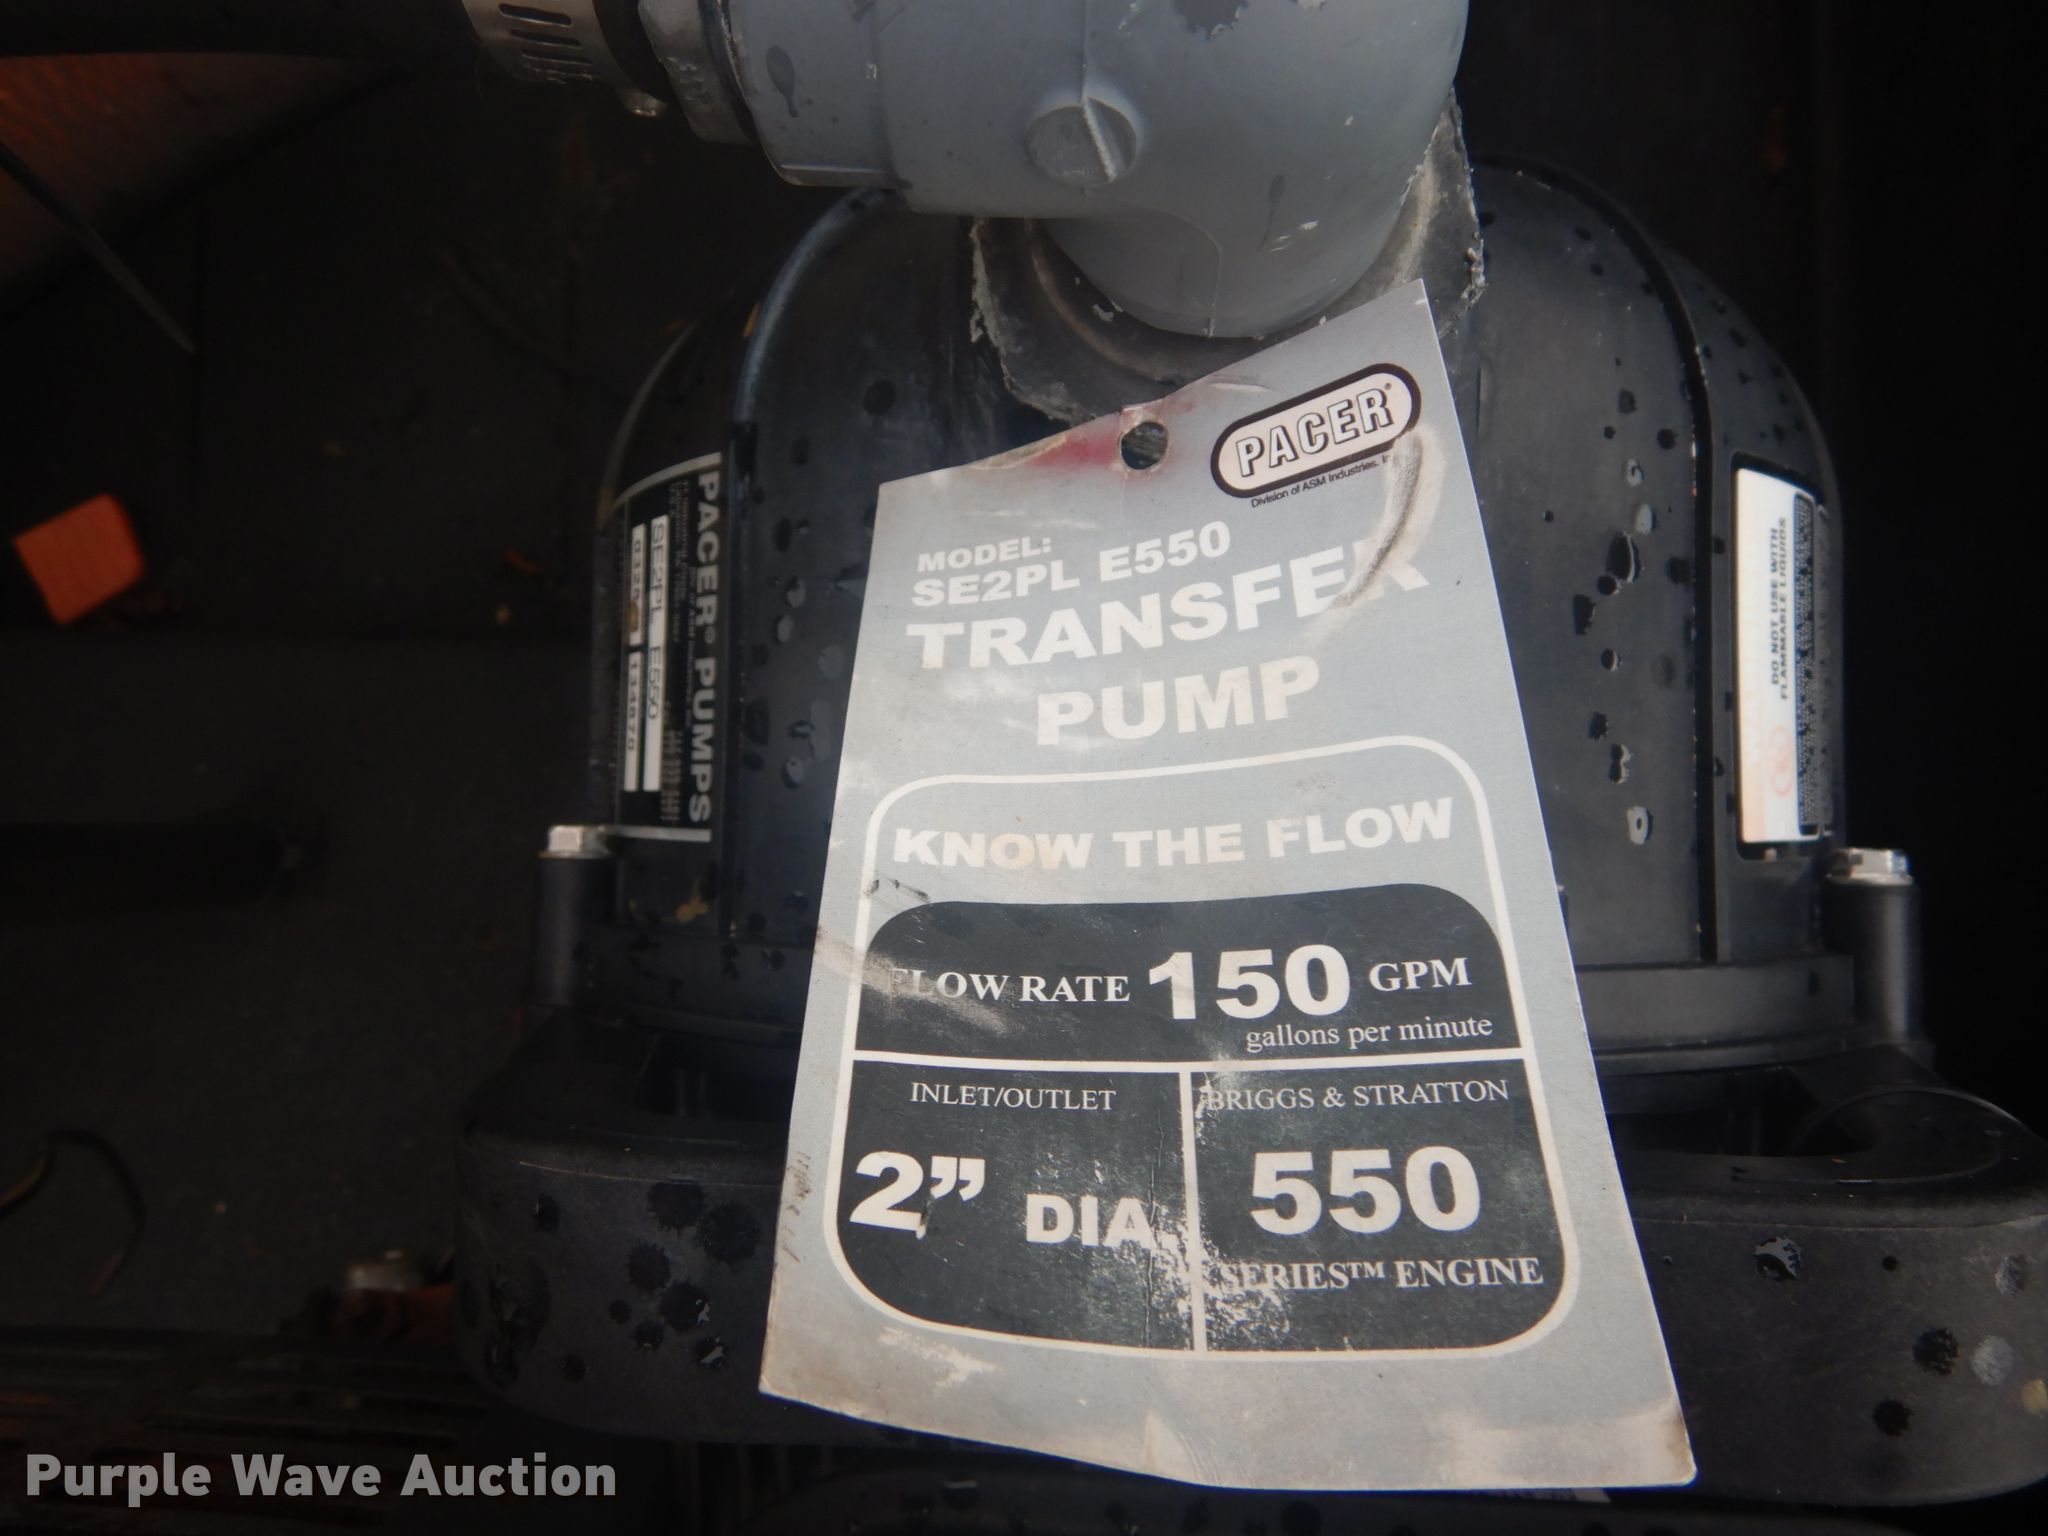 PACER®
Division of ASM Industries, In
MODEL:
SE2PL E550
TRANSFER
PUMP
KNOW THE FLOW
FLOW RATE 150 GPM
gallons per minute
INLET/OUTLET
2” DIA.
BRIGGS & STRATTON
550
SERIES™ ENGINE
PACER® PUMPS
SE2PL E550
DO NOT USE WITH
FLAMMABLE LIQUIDS
Purple Wave Auction